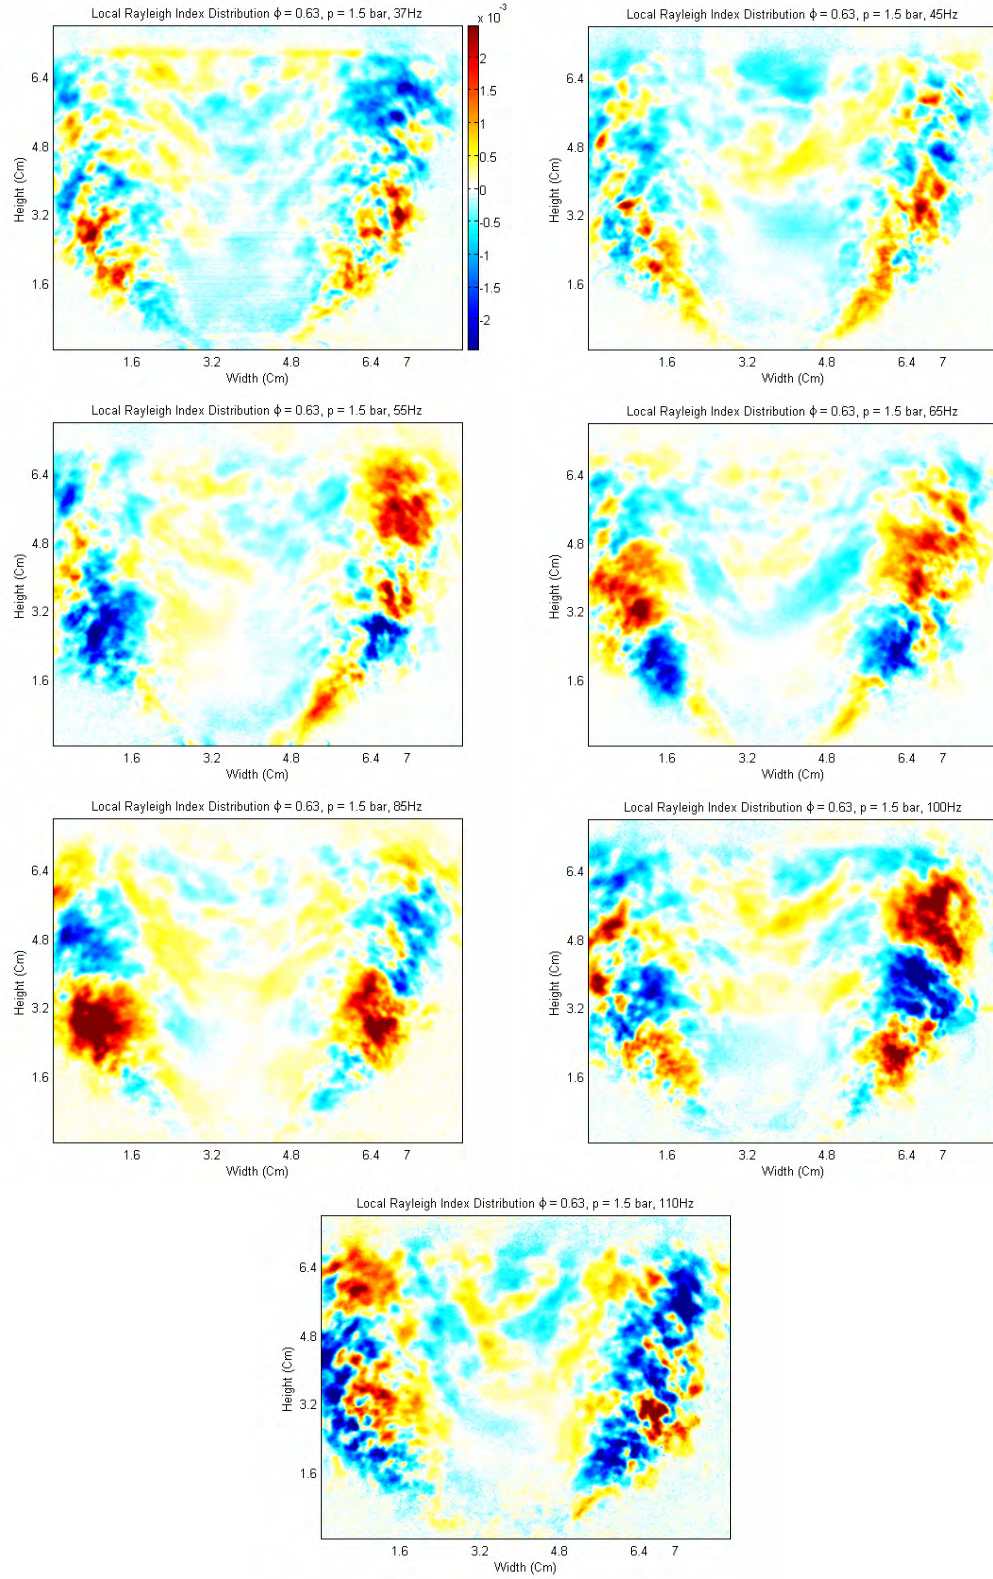 Local Rayleigh Index Distribution ϕ = 0.63, p = 1.5 bar, 37Hz
x 10^-3
2
1.5
1
0.5
0
-0.5
-1
-1.5
-2
6.4
4.8
3.2
1.6
Height (Cm)
1.6 3.2 4.8 6.4 7
Width (Cm)
Local Rayleigh Index Distribution ϕ = 0.63, p = 1.5 bar, 45Hz
6.4
4.8
3.2
1.6
Height (Cm)
1.6 3.2 4.8 6.4 7
Width (Cm)
Local Rayleigh Index Distribution ϕ = 0.63, p = 1.5 bar, 55Hz
6.4
4.8
3.2
1.6
Height (Cm)
1.6 3.2 4.8 6.4 7
Width (Cm)
Local Rayleigh Index Distribution ϕ = 0.63, p = 1.5 bar, 65Hz
6.4
4.8
3.2
1.6
Height (Cm)
1.6 3.2 4.8 6.4 7
Width (Cm)
Local Rayleigh Index Distribution ϕ = 0.63, p = 1.5 bar, 85Hz
6.4
4.8
3.2
1.6
Height (Cm)
1.6 3.2 4.8 6.4 7
Width (Cm)
Local Rayleigh Index Distribution ϕ = 0.63, p = 1.5 bar, 100Hz
6.4
4.8
3.2
1.6
Height (Cm)
1.6 3.2 4.8 6.4 7
Width (Cm)
Local Rayleigh Index Distribution ϕ = 0.63, p = 1.5 bar, 110Hz
6.4
4.8
3.2
1.6
Height (Cm)
1.6 3.2 4.8 6.4 7
Width (Cm)